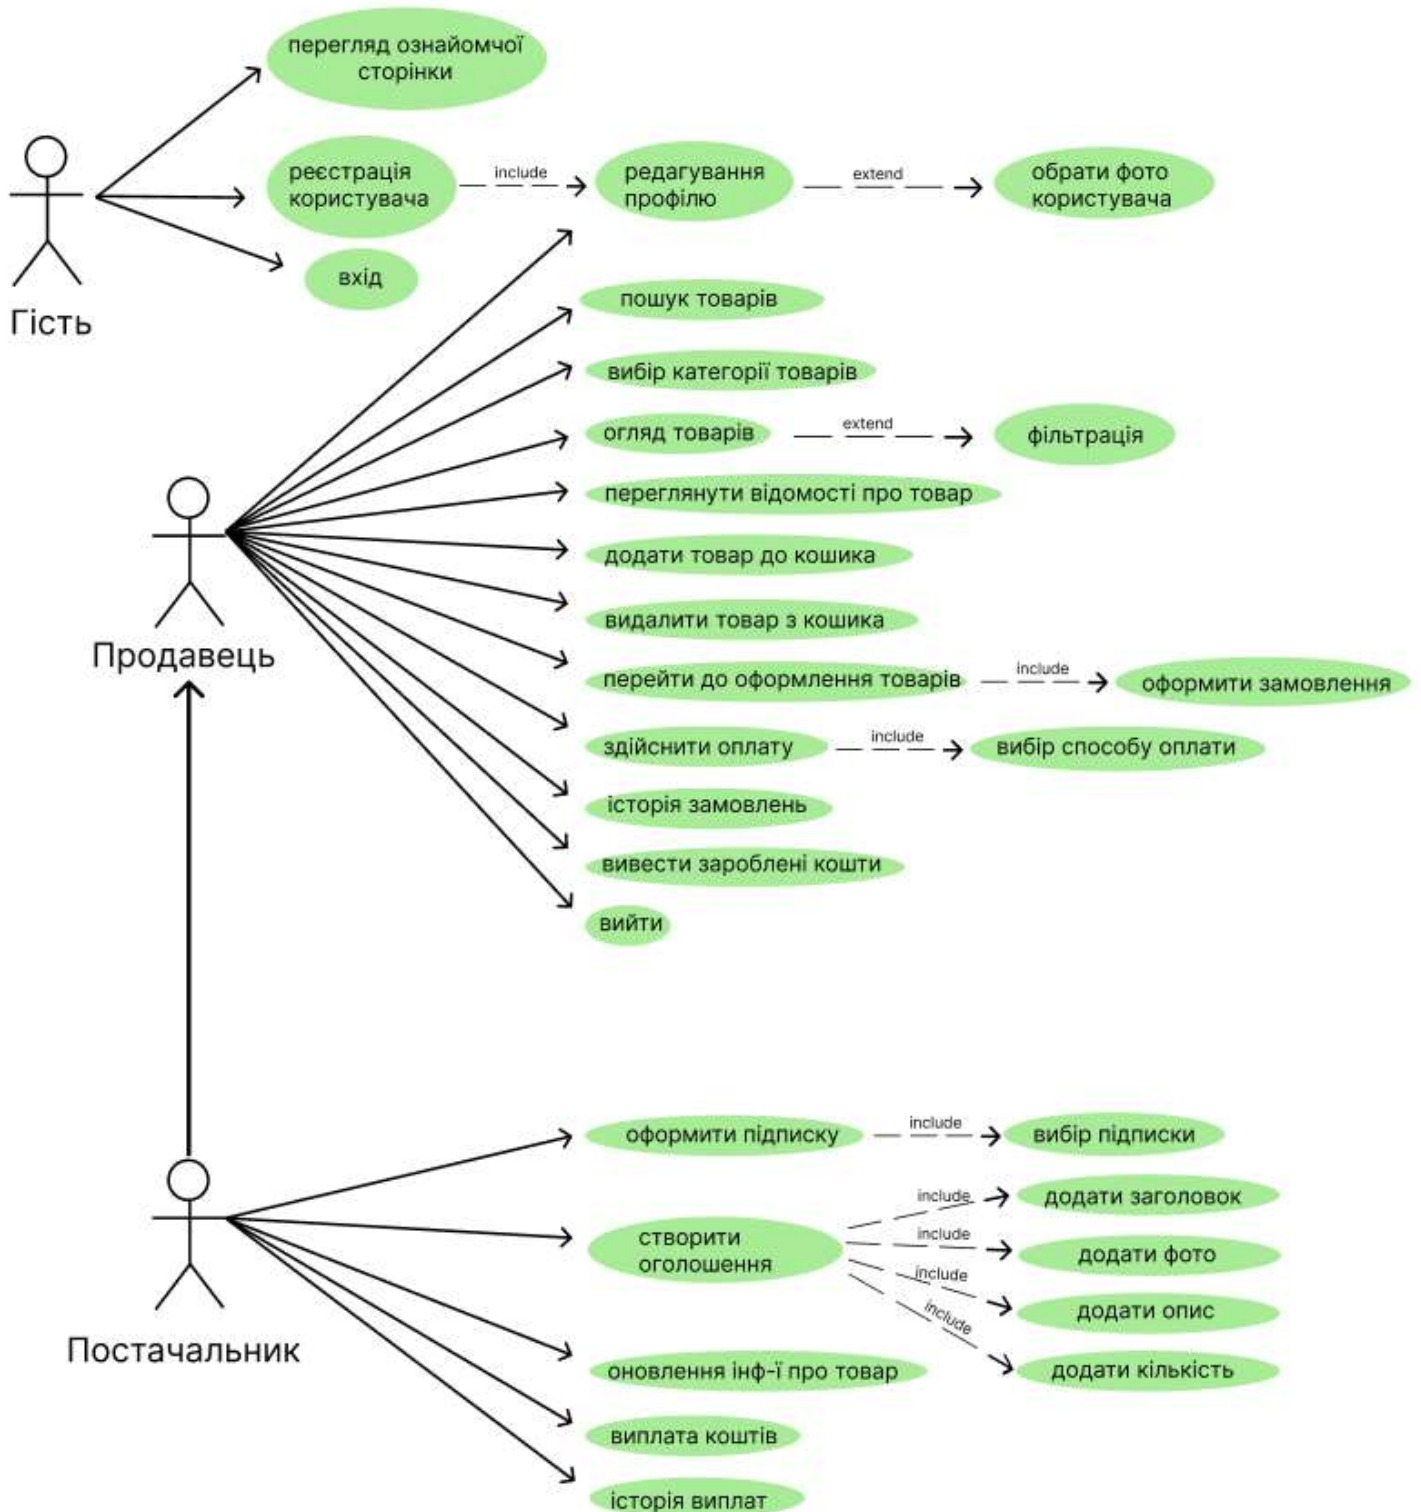 перегляд ознайомчої
сторінки
реєстрація
користувача
include
редагування
профілю
extend
обрати фото
користувача
вхід
Гість
пошук товарів
вибір категорії товарів
огляд товарів
extend
фільтрація
переглянути відомості про товар
додати товар до кошика
видалити товар з кошика
Продавець
перейти до оформлення товарів
include
оформити замовлення
здійснити оплату
include
вибір способу оплати
історія замовлень
вивести зароблені кошти
вийти
оформити підписку
include
вибір підписки
створити
оголошення
include
додати заголовок
include
додати фото
include
додати опис
include
додати кількість
Постачальник
оновлення інф-ї про товар
виплата коштів
історія виплат